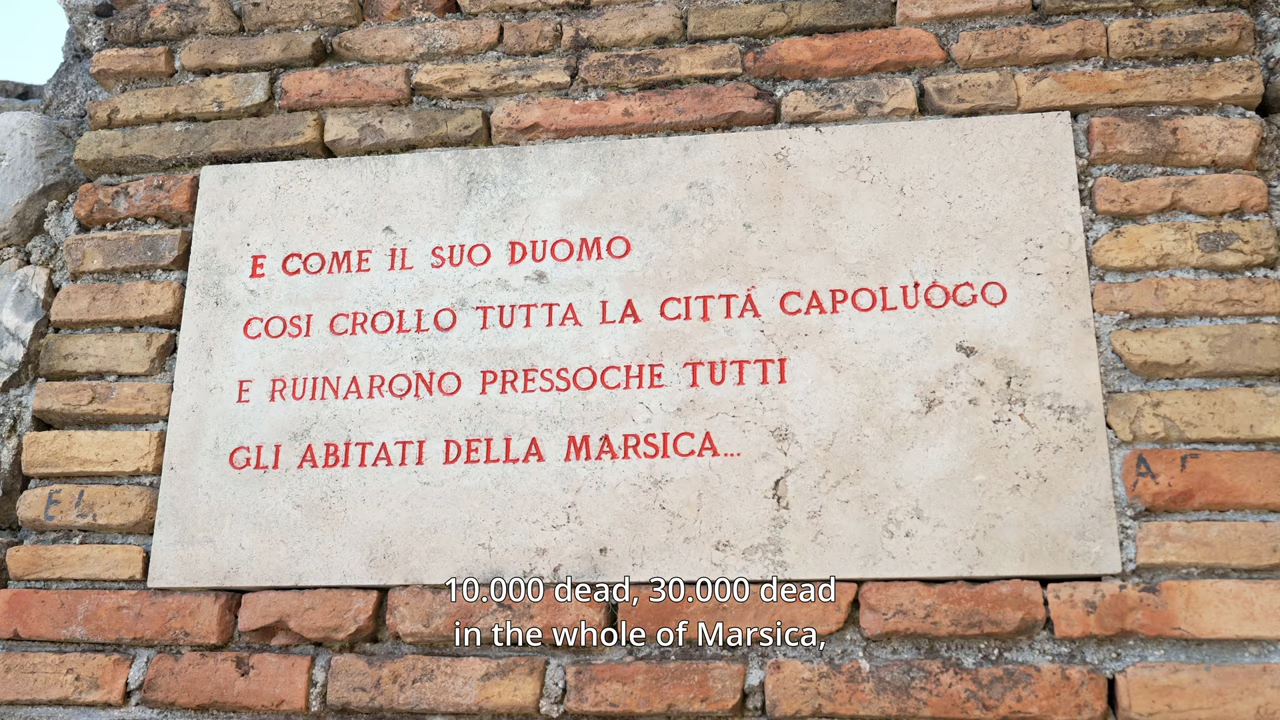 E COME IL SUO DUOMO
COSI CROLLO TUTTA LA CITTÀ CAPOLUOGO
E RUINARONO PRESSOCHE TUTTI
GLI ABITATI DELLA MARSICA...
EL
10.000 dead, 30.000 dead
in the whole of Marsica,